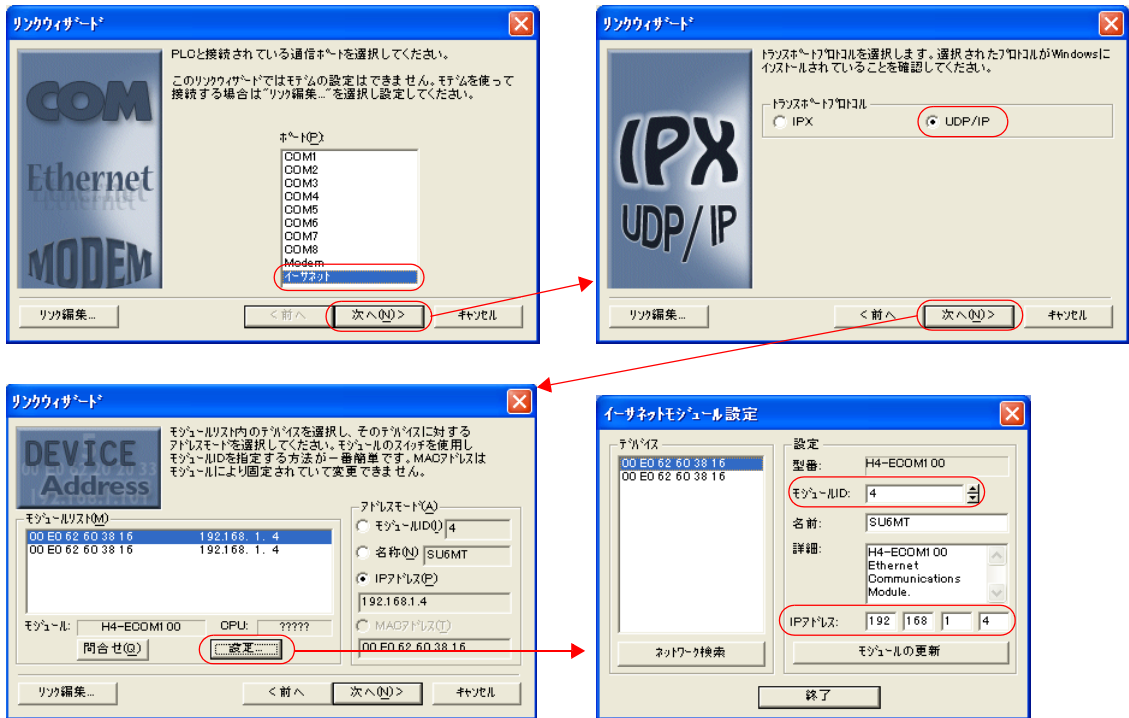 リンクウィザード
PLCと接続されている通信ポートを選択してください。
このリンクウィザードではモデムの設定はできません。モデムを使って
接続する場合は"リンク編集..."を選択し設定してください。
COM
Ethernet
MODEM
ポート(P):
COM1
COM2
COM3
COM4
COM5
COM6
COM7
COM8
Modem
イーサネット
リンク編集...
<前へ
次へ(N)>
キャンセル
リンクウィザード
トランスポートプロトコルを選択します。選択されたプロトコルがWindowsに
インストールされていることを確認してください。
IPX
UDP/IP
トランスポートプロトコル
IPX
UDP/IP
リンク編集...
<前へ
次へ(N)>
キャンセル
リンクウィザード
DEVICE
Address
モジュールリスト内のデバイスを選択し、そのデバイスに対する
アドレスモードを選択してください。モジュールのスイッチを使用し
モジュールIDを指定する方法が一番簡単です。MACアドレスは
モジュールにより固定されていて変更できません。
モジュールリスト(M)
00 E0 62 60 38 16 192.168. 1. 4
00 E0 62 60 38 16 192.168. 1. 4
モジュール: H4-ECOM100 CPU: ?????
問合せ(Q)
設定...
アドレスモード(A)
モジュールID(I) 4
名称(N) SU6MT
IPアドレス(P)
192.168.1.4
MACアドレス(T)
00 E0 62 60 38 16
リンク編集...
<前へ
次へ(N)>
キャンセル
イーサネットモジュール設定
デバイス
00 E0 62 60 38 16
00 E0 62 60 38 16
ネットワーク検索
設定
型番: H4-ECOM100
モジュールID: 4
名前: SU6MT
詳細: H4-ECOM100
Ethernet
Communications
Module.
IPアドレス: 192 168 1 4
モジュールの更新
終了